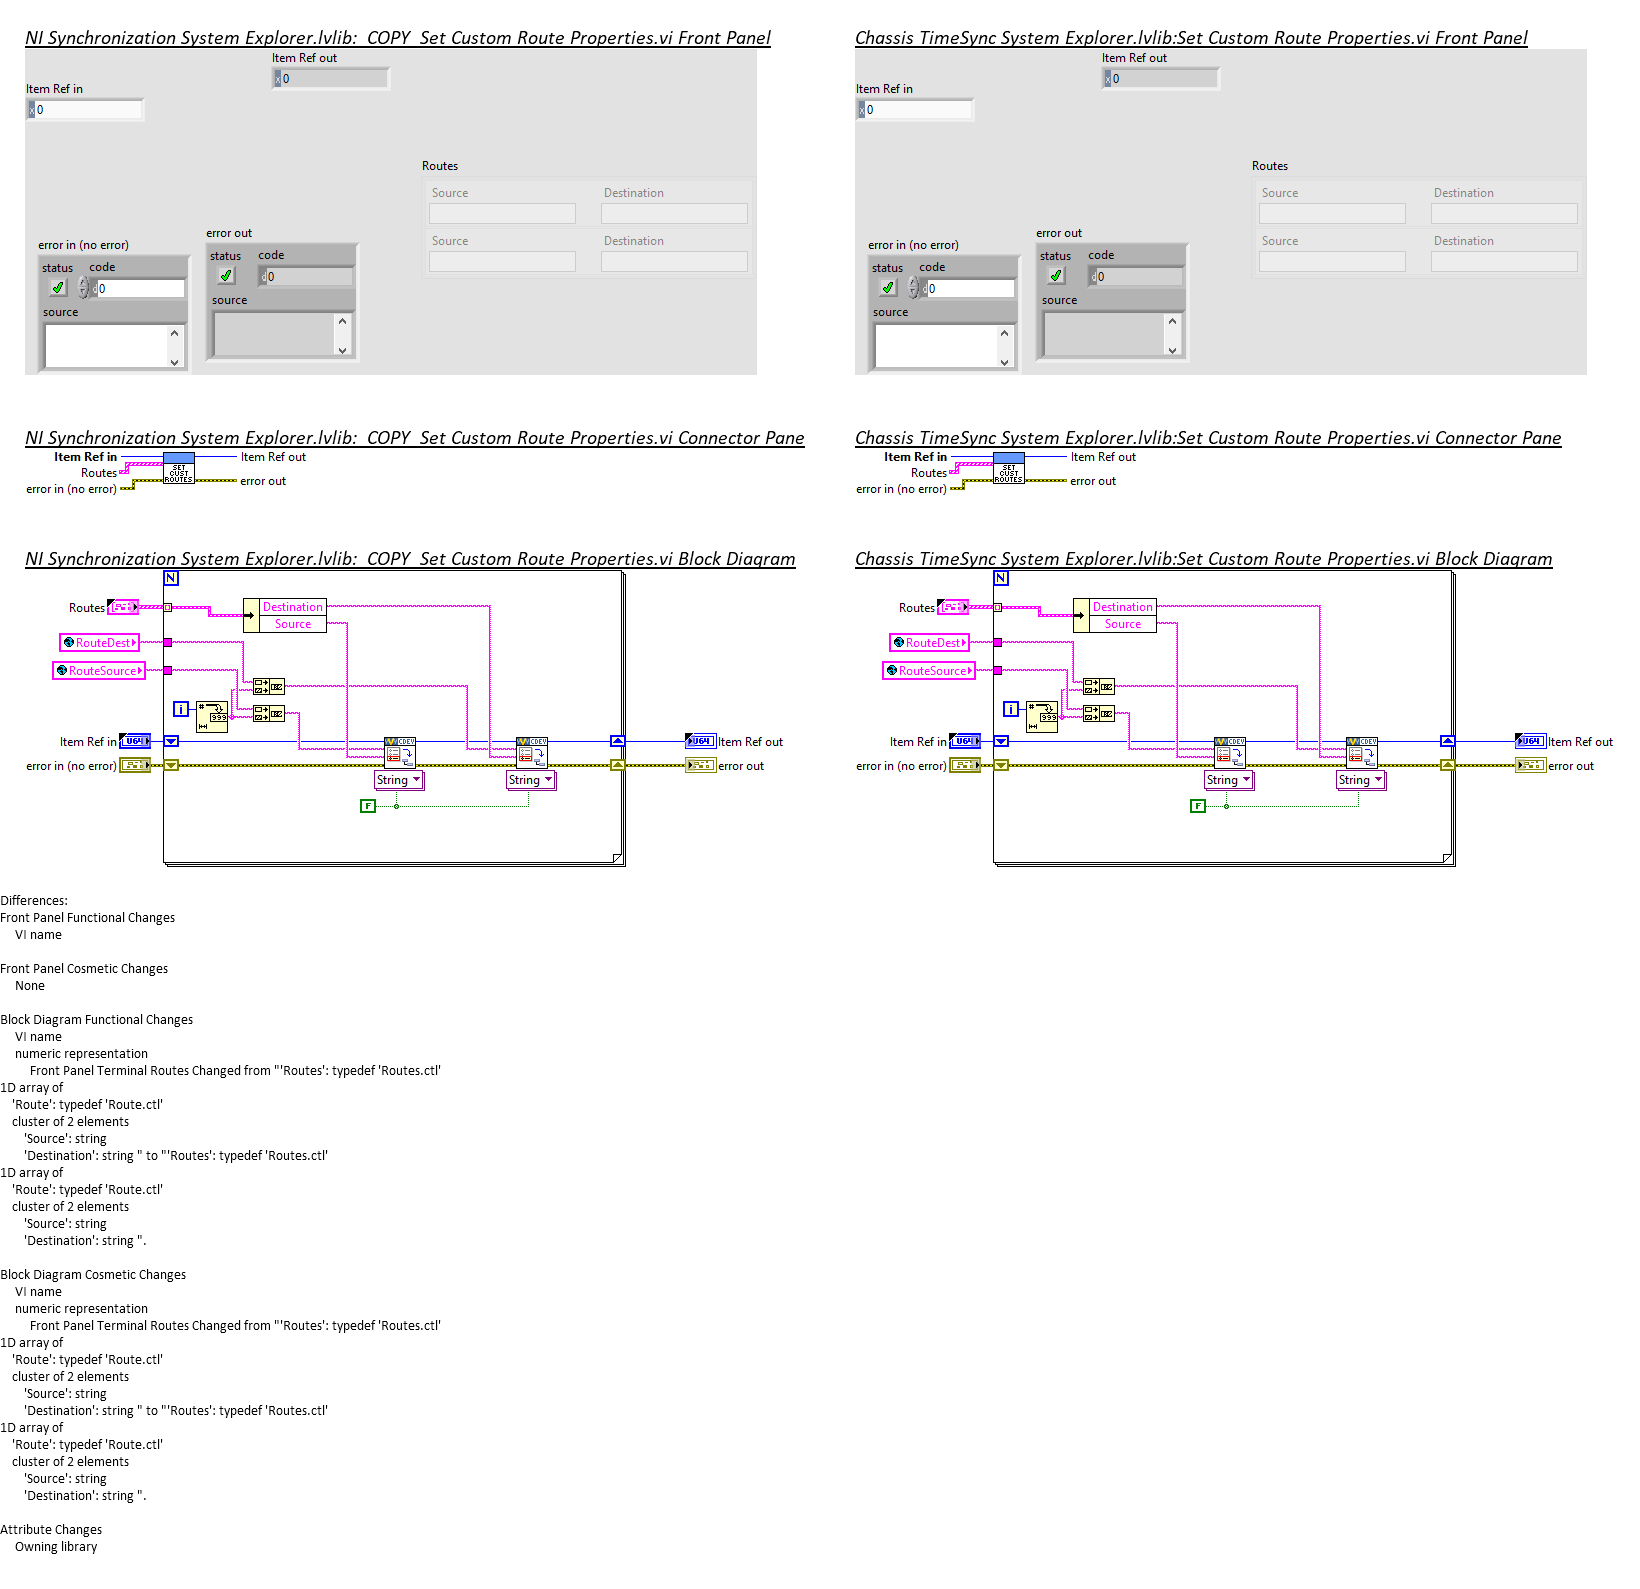 NI Synchronization System Explorer.lvlib:  COPY  Set Custom Route Properties.vi Front Panel
Item Ref out
x 0
Item Ref in
x 0
Routes
Source Destination
Source Destination
error in (no error)
status code
d 0
source
error out
status code
d 0
source
Chassis TimeSync System Explorer.lvlib:Set Custom Route Properties.vi Front Panel
Item Ref out
x 0
Item Ref in
x 0
Routes
Source Destination
Source Destination
error in (no error)
status code
d 0
source
error out
status code
d 0
source
NI Synchronization System Explorer.lvlib:  COPY  Set Custom Route Properties.vi Connector Pane
Item Ref in
Routes
error in (no error)
SET
CUST
ROUTES
Item Ref out
error out
Chassis TimeSync System Explorer.lvlib:Set Custom Route Properties.vi Connector Pane
Item Ref in
Routes
error in (no error)
SET
CUST
ROUTES
Item Ref out
error out
NI Synchronization System Explorer.lvlib:  COPY  Set Custom Route Properties.vi Block Diagram
N
Routes
Destination
Source
RouteDest
RouteSource
i
#
999
Item Ref in U64
CDEV
CDEV
U64 Item Ref out
error in (no error)
error out
String
String
F
Chassis TimeSync System Explorer.lvlib:Set Custom Route Properties.vi Block Diagram
N
Routes
Destination
Source
RouteDest
RouteSource
i
#
999
Item Ref in U64
CDEV
CDEV
U64 Item Ref out
error in (no error)
error out
String
String
F
Differences:
Front Panel Functional Changes
VI name
Front Panel Cosmetic Changes
None
Block Diagram Functional Changes
VI name
numeric representation
Front Panel Terminal Routes Changed from "'Routes': typedef 'Routes.ctl'
1D array of
'Route': typedef 'Route.ctl'
cluster of 2 elements
'Source': string
'Destination': string " to "'Routes': typedef 'Routes.ctl'
1D array of
'Route': typedef 'Route.ctl'
cluster of 2 elements
'Source': string
'Destination': string ".
Block Diagram Cosmetic Changes
VI name
numeric representation
Front Panel Terminal Routes Changed from "'Routes': typedef 'Routes.ctl'
1D array of
'Route': typedef 'Route.ctl'
cluster of 2 elements
'Source': string
'Destination': string " to "'Routes': typedef 'Routes.ctl'
1D array of
'Route': typedef 'Route.ctl'
cluster of 2 elements
'Source': string
'Destination': string ".
Attribute Changes
Owning library